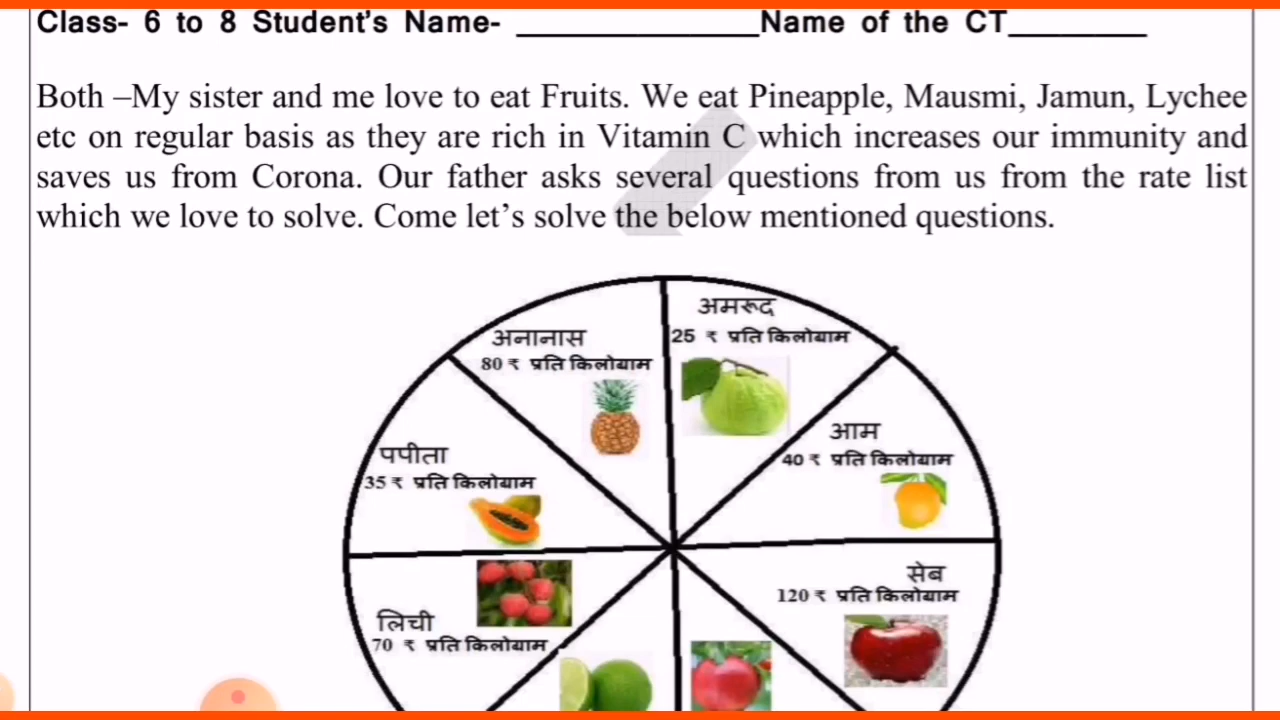 Class- 6 to 8 Student's Name- _______________Name of the CT________
Both –My sister and me love to eat Fruits. We eat Pineapple, Mausmi, Jamun, Lychee
etc on regular basis as they are rich in Vitamin C which increases our immunity and
saves us from Corona. Our father asks several questions from us from the rate list
which we love to solve. Come let's solve the below mentioned questions.
अमरूद
25 ₹ प्रति किलोग्राम
अनानास
80 ₹ प्रति किलोग्राम
आम
40 ₹ प्रति किलोग्राम
पपीता
35 ₹ प्रति किलोग्राम
सेब
120 ₹ प्रति किलोग्राम
लिची
70 ₹ प्रति किलोग्राम